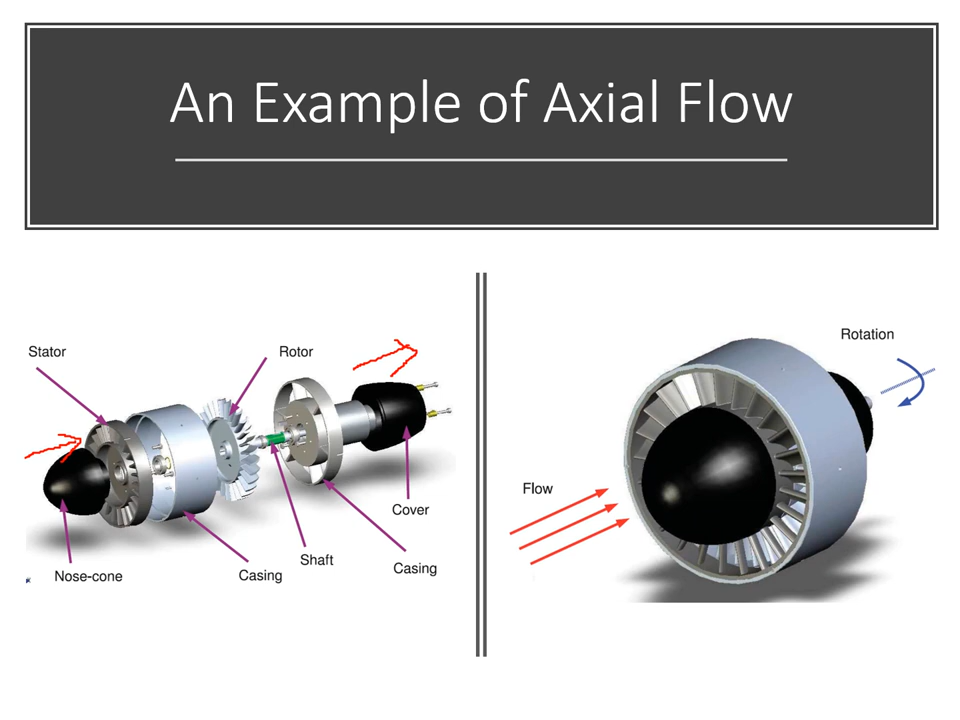 An Example of Axial Flow
Stator
Rotor
Cover
Shaft
Casing
Casing
Nose-cone
Rotation
Flow